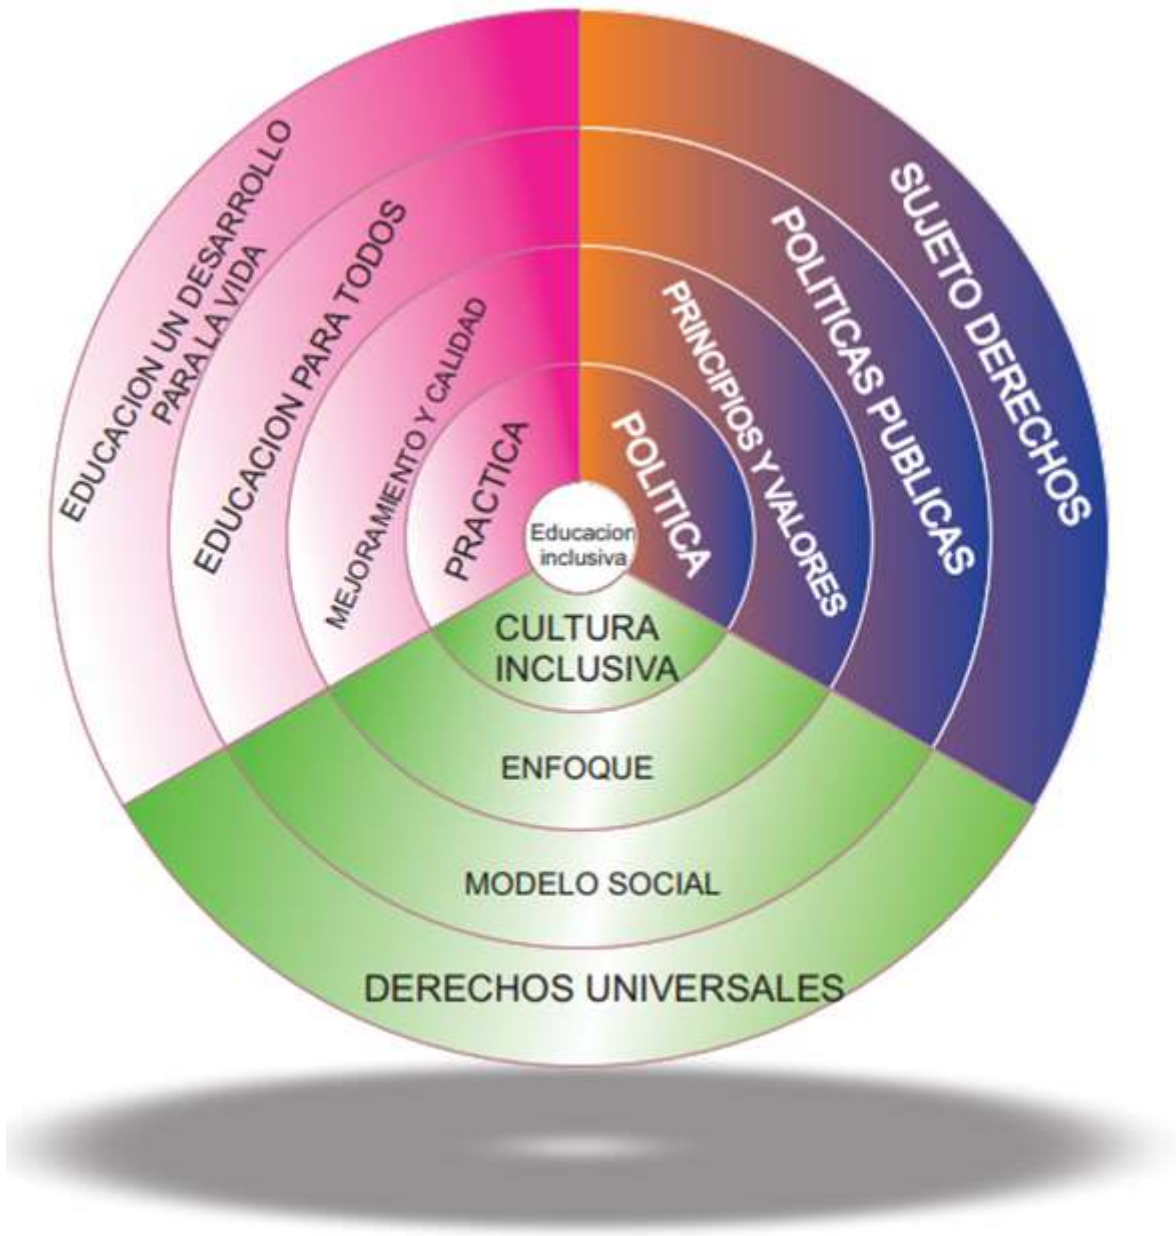 EDUCACION UN DESARROLLO
PARA LA VIDA
EDUCACION PARA TODOS
MEJORAMIENTO Y CALIDAD
PRACTICA
SUJETO DERECHOS
POLITICAS PUBLICAS
PRINCIPIOS Y VALORES
POLITICA
Educacion
inclusiva
CULTURA
INCLUSIVA
ENFOQUE
MODELO SOCIAL
DERECHOS UNIVERSALES